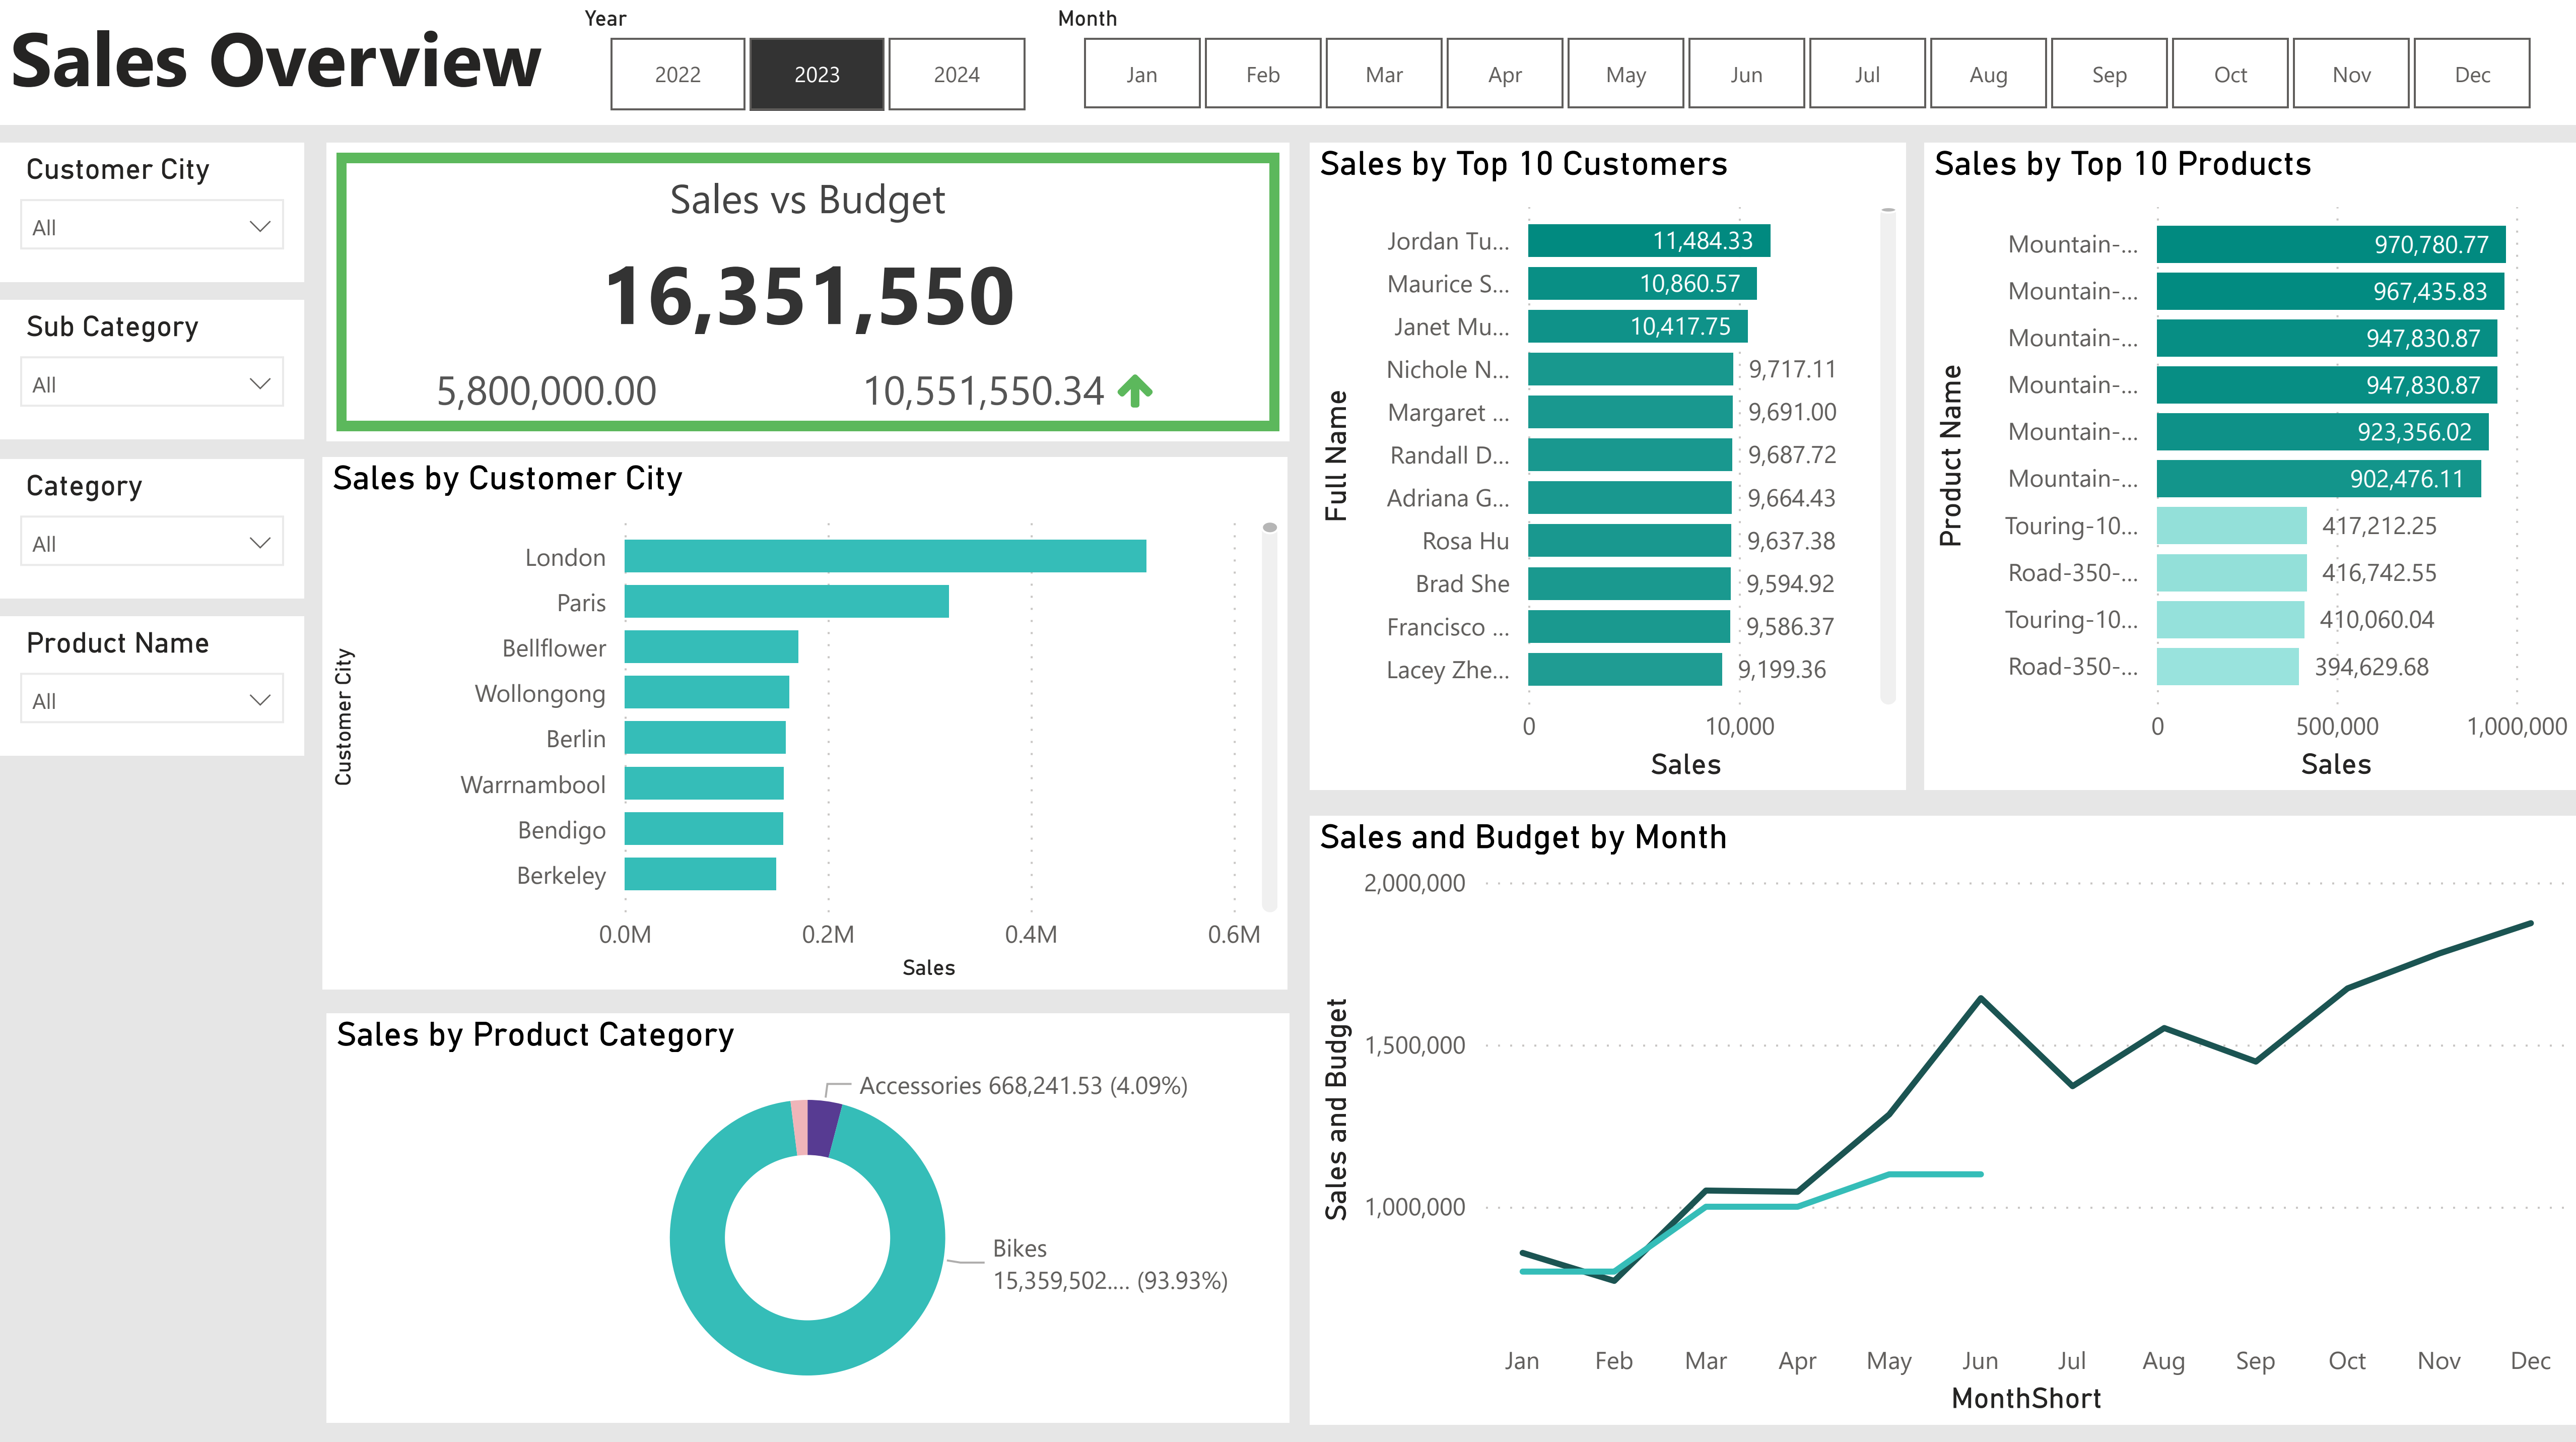 Sales Overview
Year
2022 2023 2024
Month
Jan Feb Mar Apr May Jun Jul Aug Sep Oct Nov Dec
Customer City
All
Sub Category
All
Category
All
Product Name
All
Sales vs Budget
16,351,550
5,800,000.00 10,551,550.34
Sales by Customer City
Customer City
London
Paris
Bellflower
Wollongong
Berlin
Warrnambool
Bendigo
Berkeley
0.0M 0.2M 0.4M 0.6M
Sales
Sales by Product Category
Accessories 668,241.53 (4.09%)
Bikes
15,359,502.... (93.93%)
Sales by Top 10 Customers
Full Name
Jordan Tu... 11,484.33
Maurice S... 10,860.57
Janet Mu... 10,417.75
Nichole N... 9,717.11
Margaret ... 9,691.00
Randall D... 9,687.72
Adriana G... 9,664.43
Rosa Hu 9,637.38
Brad She 9,594.92
Francisco ... 9,586.37
Lacey Zhe... 9,199.36
0 10,000
Sales
Sales by Top 10 Products
Product Name
Mountain-... 970,780.77
Mountain-... 967,435.83
Mountain-... 947,830.87
Mountain-... 947,830.87
Mountain-... 923,356.02
Mountain-... 902,476.11
Touring-10... 417,212.25
Road-350-... 416,742.55
Touring-10... 410,060.04
Road-350-... 394,629.68
0 500,000 1,000,000
Sales
Sales and Budget by Month
Sales and Budget
2,000,000
1,500,000
1,000,000
Jan Feb Mar Apr May Jun Jul Aug Sep Oct Nov Dec
MonthShort